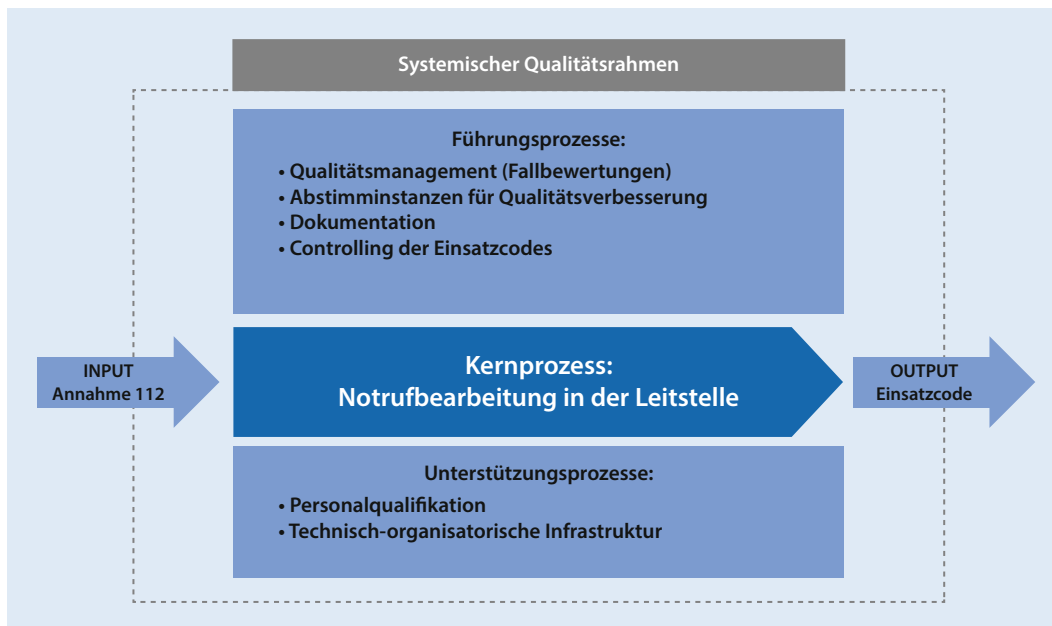 Systemischer Qualitätsrahmen
Führungsprozesse:
• Qualitätsmanagement (Fallbewertungen)
• Abstimminstanzen für Qualitätsverbesserung
• Dokumentation
• Controlling der Einsatzcodes
INPUT
Annahme 112
Kernprozess:
Notrufbearbeitung in der Leitstelle
OUTPUT
Einsatzcode
Unterstützungsprozesse:
• Personalqualifikation
• Technisch-organisatorische Infrastruktur